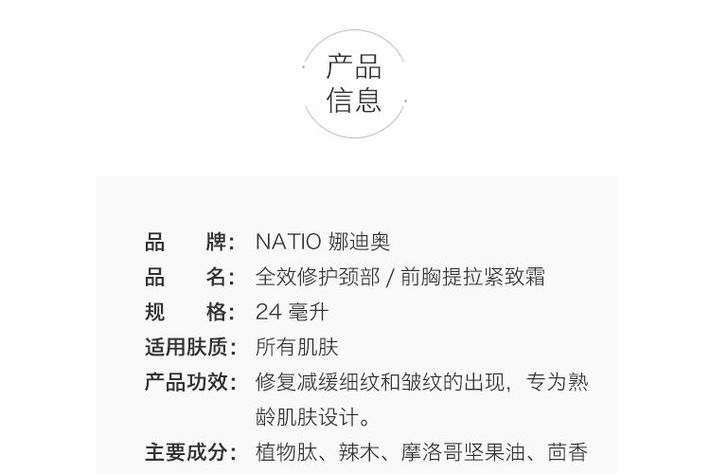 产品
信息
品 牌： NATIO 娜迪奥
品 名： 全效修护颈部 / 前胸提拉紧致霜
规 格： 24 毫升
适用肤质： 所有肌肤
产品功效： 修复减缓细纹和皱纹的出现，专为熟
龄肌肤设计。
主要成分： 植物肽、辣木、摩洛哥坚果油、茴香